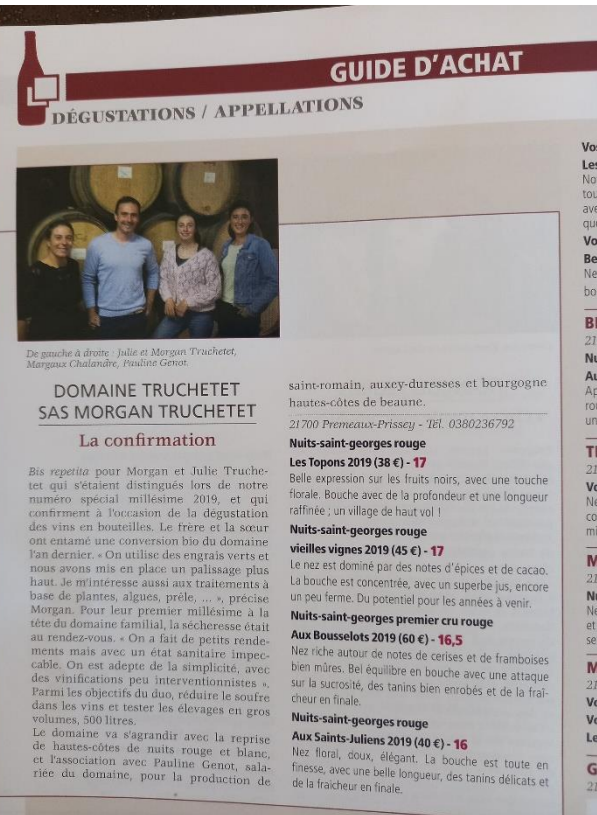 GUIDE D'ACHAT
DÉGUSTATIONS / APPELLATIONS
De gauche à droite : Julie et Morgan Truchetet,
Margaux Chalandre, Pauline Genot.
DOMAINE TRUCHETET
SAS MORGAN TRUCHETET
La confirmation
Bis repetita pour Morgan et Julie Truche-
tet qui s'étaient distingués lors de notre
numéro spécial millésime 2019, et qui
confirment à l'occasion de la dégustation
des vins en bouteilles. Le frère et la sœur
ont entamé une conversion bio du domaine
l'an dernier. « On utilise des engrais verts et
nous avons mis en place un palissage plus
haut. Je m'intéresse aussi aux traitements à
base de plantes, algues, prêle, ... », précise
Morgan. Pour leur premier millésime à la
tête du domaine familial, la sécheresse était
au rendez-vous. « On a fait de petits rende-
ments mais avec un état sanitaire impec-
cable. On est adepte de la simplicité, avec
des vinifications peu interventionnistes ».
Parmi les objectifs du duo, réduire le soufre
dans les vins et tester les élevages en gros
volumes, 500 litres.
Le domaine va s'agrandir avec la reprise
de hautes-côtes de nuits rouge et blanc,
et l'association avec Pauline Genot, sala-
riée du domaine, pour la production de
saint-romain, auxey-duresses et bourgogne
hautes-côtes de beaune.
21700 Premeaux-Prissey - Tél. 0380236792
Nuits-saint-georges rouge
Les Topons 2019 (38 €) - 17
Belle expression sur les fruits noirs, avec une touche
florale. Bouche avec de la profondeur et une longueur
raffinée ; un village de haut vol !
Nuits-saint-georges rouge
vieilles vignes 2019 (45 €) - 17
Le nez est dominé par des notes d'épices et de cacao.
La bouche est concentrée, avec un superbe jus, encore
un peu ferme. Du potentiel pour les années à venir.
Nuits-saint-georges premier cru rouge
Aux Bousselots 2019 (60 €) - 16,5
Nez riche autour de notes de cerises et de framboises
bien mûres. Bel équilibre en bouche avec une attaque
sur la sucrosité, des tanins bien enrobés et de la fraî-
cheur en finale.
Nuits-saint-georges rouge
Aux Saints-Juliens 2019 (40 €) - 16
Nez floral, doux, élégant. La bouche est toute en
finesse, avec une belle longueur, des tanins délicats et
de la fraicheur en finale.